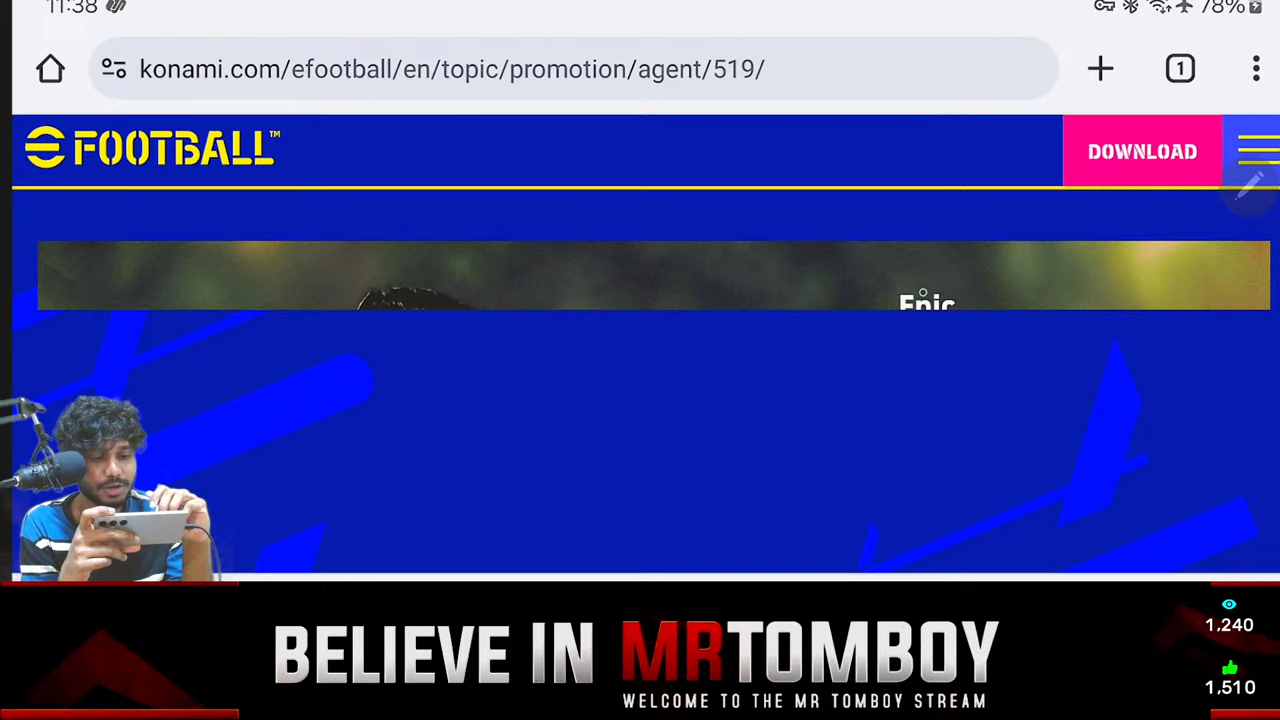 11:38
78%
konami.com/efootball/en/topic/promotion/agent/519/
1
FOOTBALL™
DOWNLOAD
Epic
BELIEVE IN MRTOMBOY
WELCOME TO THE MR TOMBOY STREAM
1,240
1,510